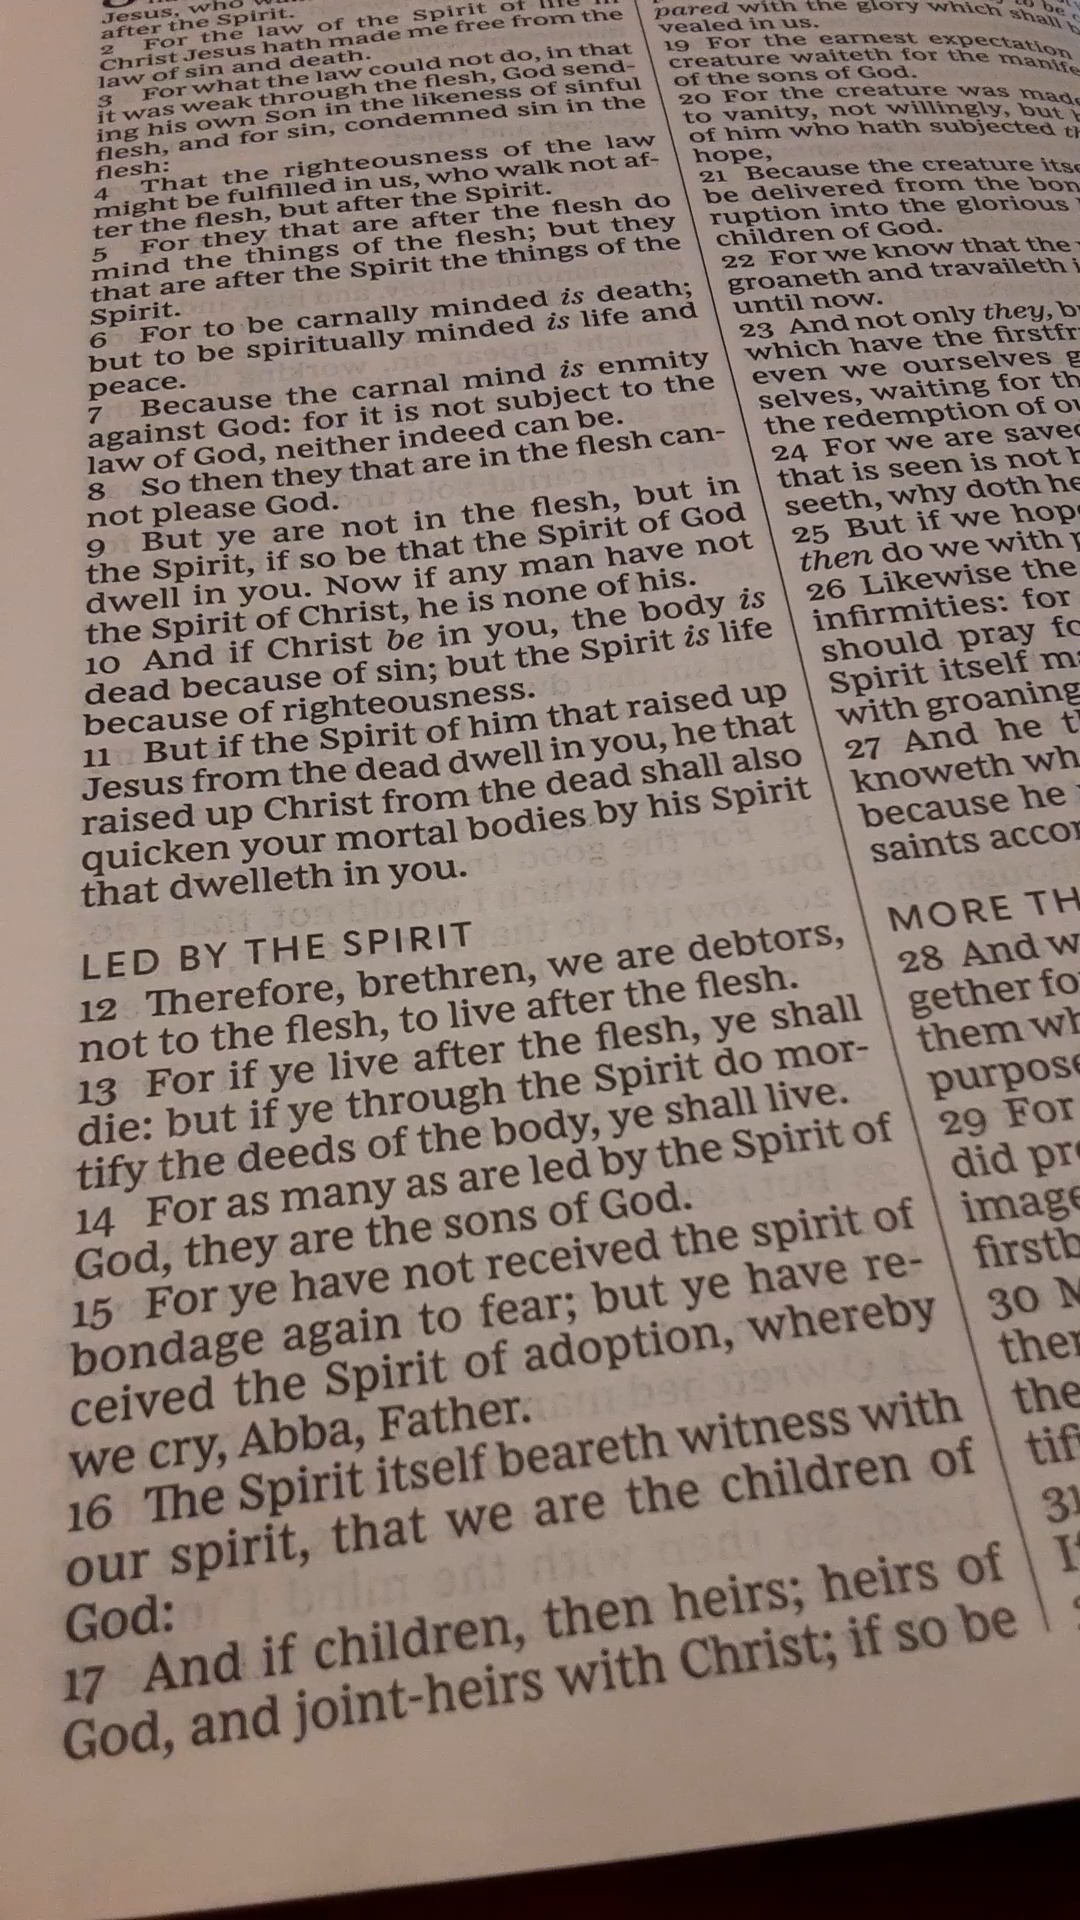 Jesus, who
after the Spirit.
2 For the law of the Spirit of life in
Christ Jesus hath made me free from the
law of sin and death.
3 For what the law could not do, in that
it was weak through the flesh, God send-
ing his own Son in the likeness of sinful
flesh, and for sin, condemned sin in the
flesh:
4 That the righteousness of the law
might be fulfilled in us, who walk not af-
ter the flesh, but after the Spirit.
5 For they that are after the flesh do
mind the things of the flesh; but they
that are after the Spirit the things of the
Spirit.
6 For to be carnally minded is death;
but to be spiritually minded is life and
peace.
7 Because the carnal mind is enmity
against God: for it is not subject to the
law of God, neither indeed can be.
8 So then they that are in the flesh can-
not please God.
9 But ye are not in the flesh, but in
the Spirit, if so be that the Spirit of God
dwell in you. Now if any man have not
the Spirit of Christ, he is none of his.
10 And if Christ be in you, the body is
dead because of sin; but the Spirit is life
because of righteousness.
11 But if the Spirit of him that raised up
Jesus from the dead dwell in you, he that
raised up Christ from the dead shall also
quicken your mortal bodies by his Spirit
that dwelleth in you.
LED BY THE SPIRIT
12 Therefore, brethren, we are debtors,
not to the flesh, to live after the flesh.
13 For if ye live after the flesh, ye shall
die: but if ye through the Spirit do mor-
tify the deeds of the body, ye shall live.
14 For as many as are led by the Spirit of
God, they are the sons of God.
15 For ye have not received the spirit of
bondage again to fear; but ye have re-
ceived the Spirit of adoption, whereby
we cry, Abba, Father.
16 The Spirit itself beareth witness with
our spirit, that we are the children of
God:
17 And if children, then heirs; heirs of
God, and joint-heirs with Christ; if so be
to be
pared with the glory which shall b
vealed in us.
19 For the earnest expectation
creature waiteth for the manife
of the sons of God.
20 For the creature was made
to vanity, not willingly, but
of him who hath subjected th
hope,
21 Because the creature itse
be delivered from the bon
ruption into the glorious
children of God.
22 For we know that the
groaneth and travaileth i
until now.
23 And not only they, bu
which have the firstfr
even we ourselves g
selves, waiting for th
the redemption of ou
24 For we are saved
that is seen is not h
seeth, why doth he
25 But if we hope
then do we with p
26 Likewise the
infirmities: for
should pray fo
Spirit itself ma
with groaning
27 And he t
knoweth wh
because he
saints accor
MORE TH
28 And w
gether fo
them wh
purpose
29 For
did pre
image
firstb
30 M
ther
the
tifi
31
If